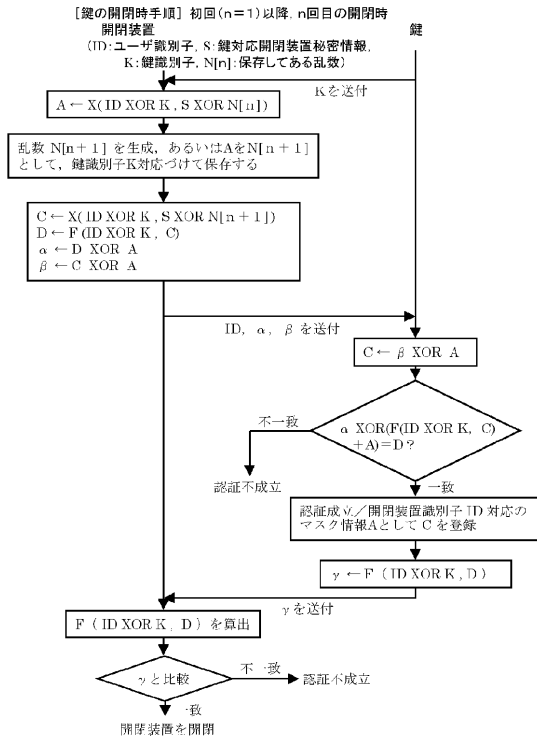 [鍵の開閉時手順] 初回(n=1)以降, n回目の開閉時
開閉装置
(ID:ユーザ識別子, S:鍵対応開閉装置秘密情報,
K:鍵識別子, N[n]:保存してある乱数)
鍵
Kを送付
A←X(ID XOR K, S XOR N[n])
乱数 N[n+1] を生成, あるいはAをN[n+1]
として, 鍵識別子K対応づけて保存する
C←X(ID XOR K, S XOR N[n+1])
D←F(ID XOR K, C)
α←D XOR A
β←C XOR A
ID, α, β を送付
C←β XOR A
α XOR(F(ID XOR K, C)
+A)=D?
不一致
認証不成立
一致
認証成立/開閉装置識別子 ID 対応の
マスク情報Aとして C を登録
γ←F (ID XOR K, D)
γを送付
F (ID XOR K, D) を算出
γと比較
不一致
認証不成立
一致
開閉装置を開閉